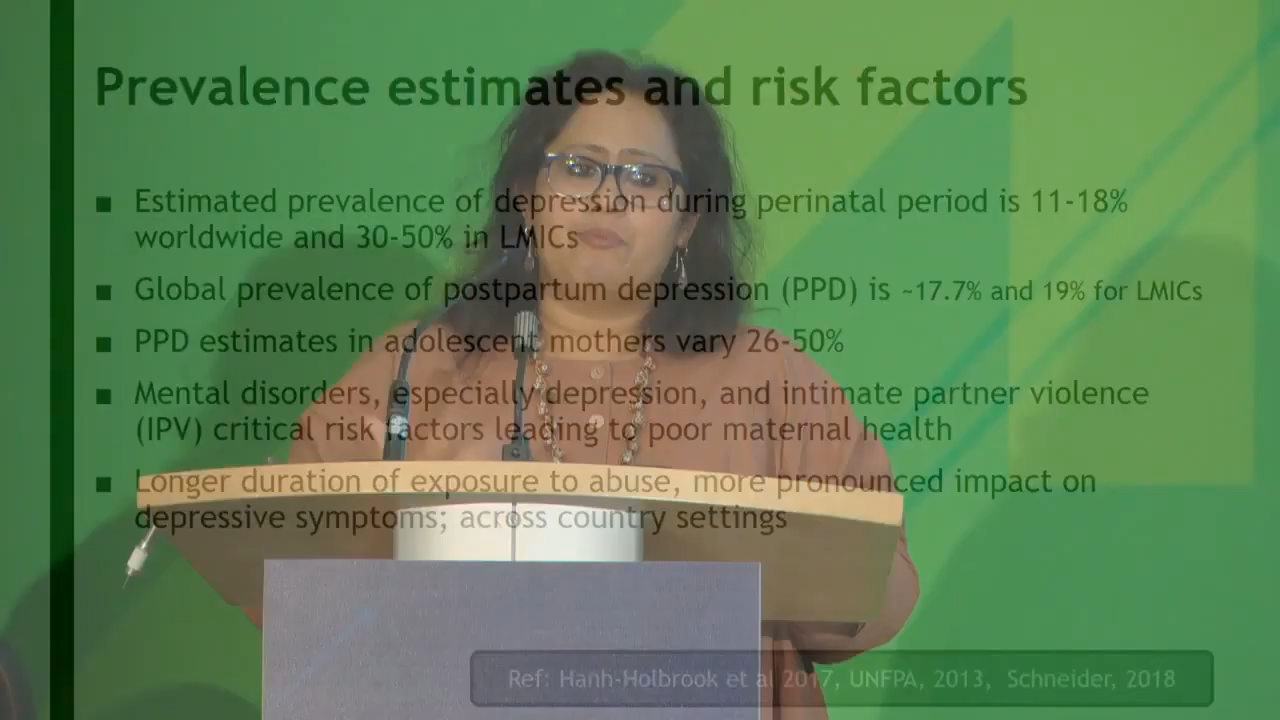 Prevalence estimates and risk factors
■ Estimated prevalence of depression during perinatal period is 11-18%
worldwide and 30-50% in LMICs
■ Global prevalence of postpartum depression (PPD) is ~17.7% and 19% for LMICs
■ PPD estimates in adolescent mothers vary 26-50%
■ Mental disorders, especially depression, and intimate partner violence
(IPV) critical risk factors leading to poor maternal health
■ Longer duration of exposure to abuse, more pronounced impact on
depressive symptoms; across country settings
Ref: Hanh-Holbrook et al 2017, UNFPA, 2013, Schneider, 2018